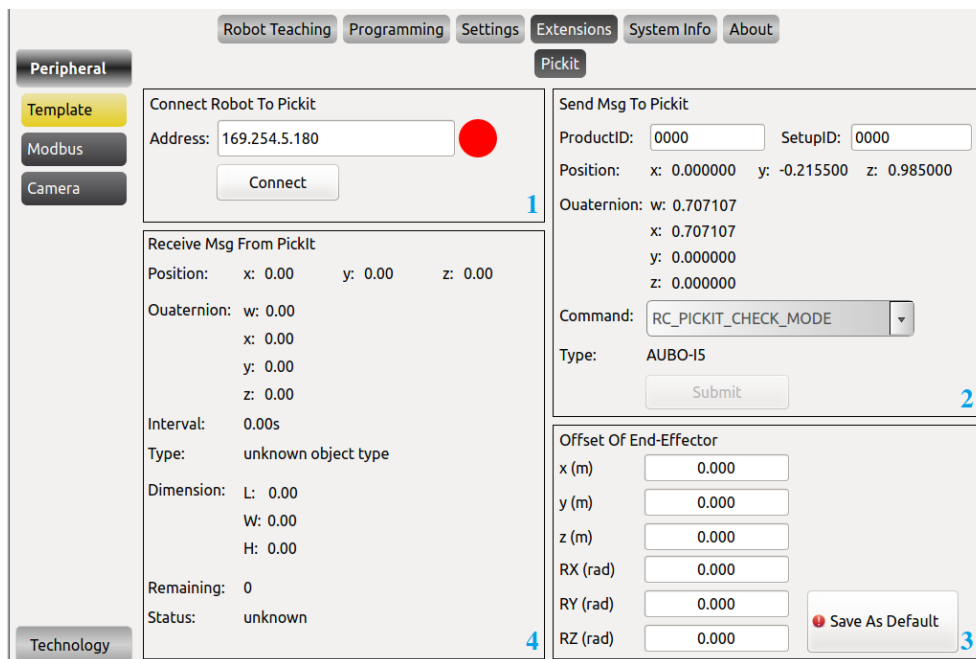 Robot Teaching Programming Settings Extensions System Info About
Pickit
Peripheral
Template
Modbus
Camera
Technology
Connect Robot To Pickit
Address: 169.254.5.180
Connect
1
Send Msg To Pickit
ProductID: 0000 SetupID: 0000
Position: x: 0.000000 y: -0.215500 z: 0.985000
Ouaternion: w: 0.707107
x: 0.707107
y: 0.000000
z: 0.000000
Command: RC_PICKIT_CHECK_MODE
Type: AUBO-I5
Submit
2
Receive Msg From PickIt
Position: x: 0.00 y: 0.00 z: 0.00
Ouaternion: w: 0.00
x: 0.00
y: 0.00
z: 0.00
Interval: 0.00s
Type: unknown object type
Dimension: L: 0.00
W: 0.00
H: 0.00
Remaining: 0
Status: unknown
4
Offset Of End-Effector
x (m) 0.000
y (m) 0.000
z (m) 0.000
RX (rad) 0.000
RY (rad) 0.000
RZ (rad) 0.000
Save As Default
3